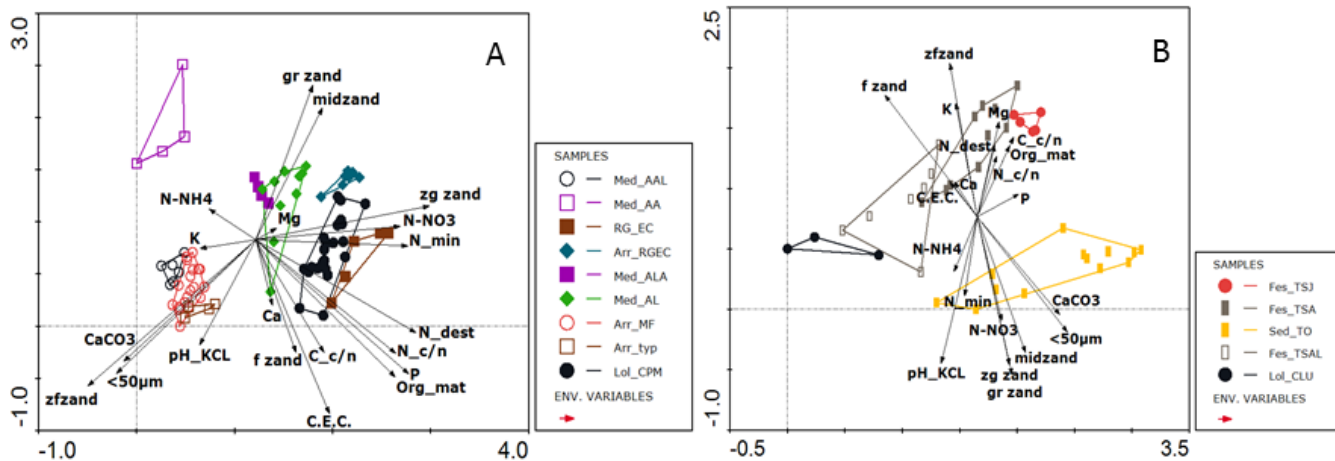 3.0
A
gr zand
midzand
zg zand
N-NH4
Mg
N-NO3
K
N_min
Ca
CaCO3
N_dest
pH_KCL
f zand
C_c/n
N_c/n
<50µm
P
zfzand
Org_mat
C.E.C.
-1.0
-1.0
4.0
SAMPLES
Med_AAL
Med_AA
RG_EC
Arr_RGEC
Med_ALA
Med_AL
Arr_MF
Arr_typ
Lol_CPM
ENV. VARIABLES
2.5
B
zfzand
f zand
K
Mg
C_c/n
N_dest
Org_mat
N_c/n
Ca
C.E.C.
P
N-NH4
N_min
CaCO3
N-NO3
<50µm
midzand
pH_KCL
zg zand
gr zand
-1.0
-0.5
3.5
SAMPLES
Fes_TSJ
Fes_TSA
Sed_TO
Fes_TSAL
Lol_CLU
ENV. VARIABLES